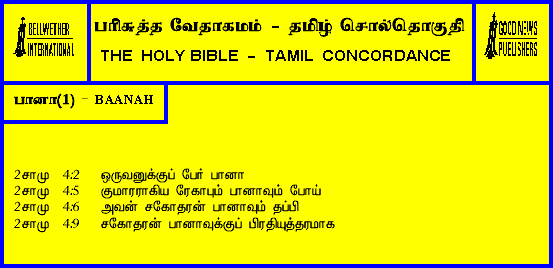 BELLWETHER
INTERNATIONAL
பரிசுத்த வேதாகமம் - தமிழ் சொல்தொகுதி
THE HOLY BIBLE - TAMIL CONCORDANCE
GOOD NEWS
PUBLISHERS
பானா(1) - BAANAH
2சாமு 4:2 ஒருவனுக்குப் பேர் பானா
2சாமு 4:5 குமாரராகிய ரேகாபும் பானாவும் போய்
2சாமு 4:6 அவன் சகோதரன் பானாவும் தப்பி
2சாமு 4:9 சகோதரன் பானாவுக்குப் பிரதியுத்தரமாக